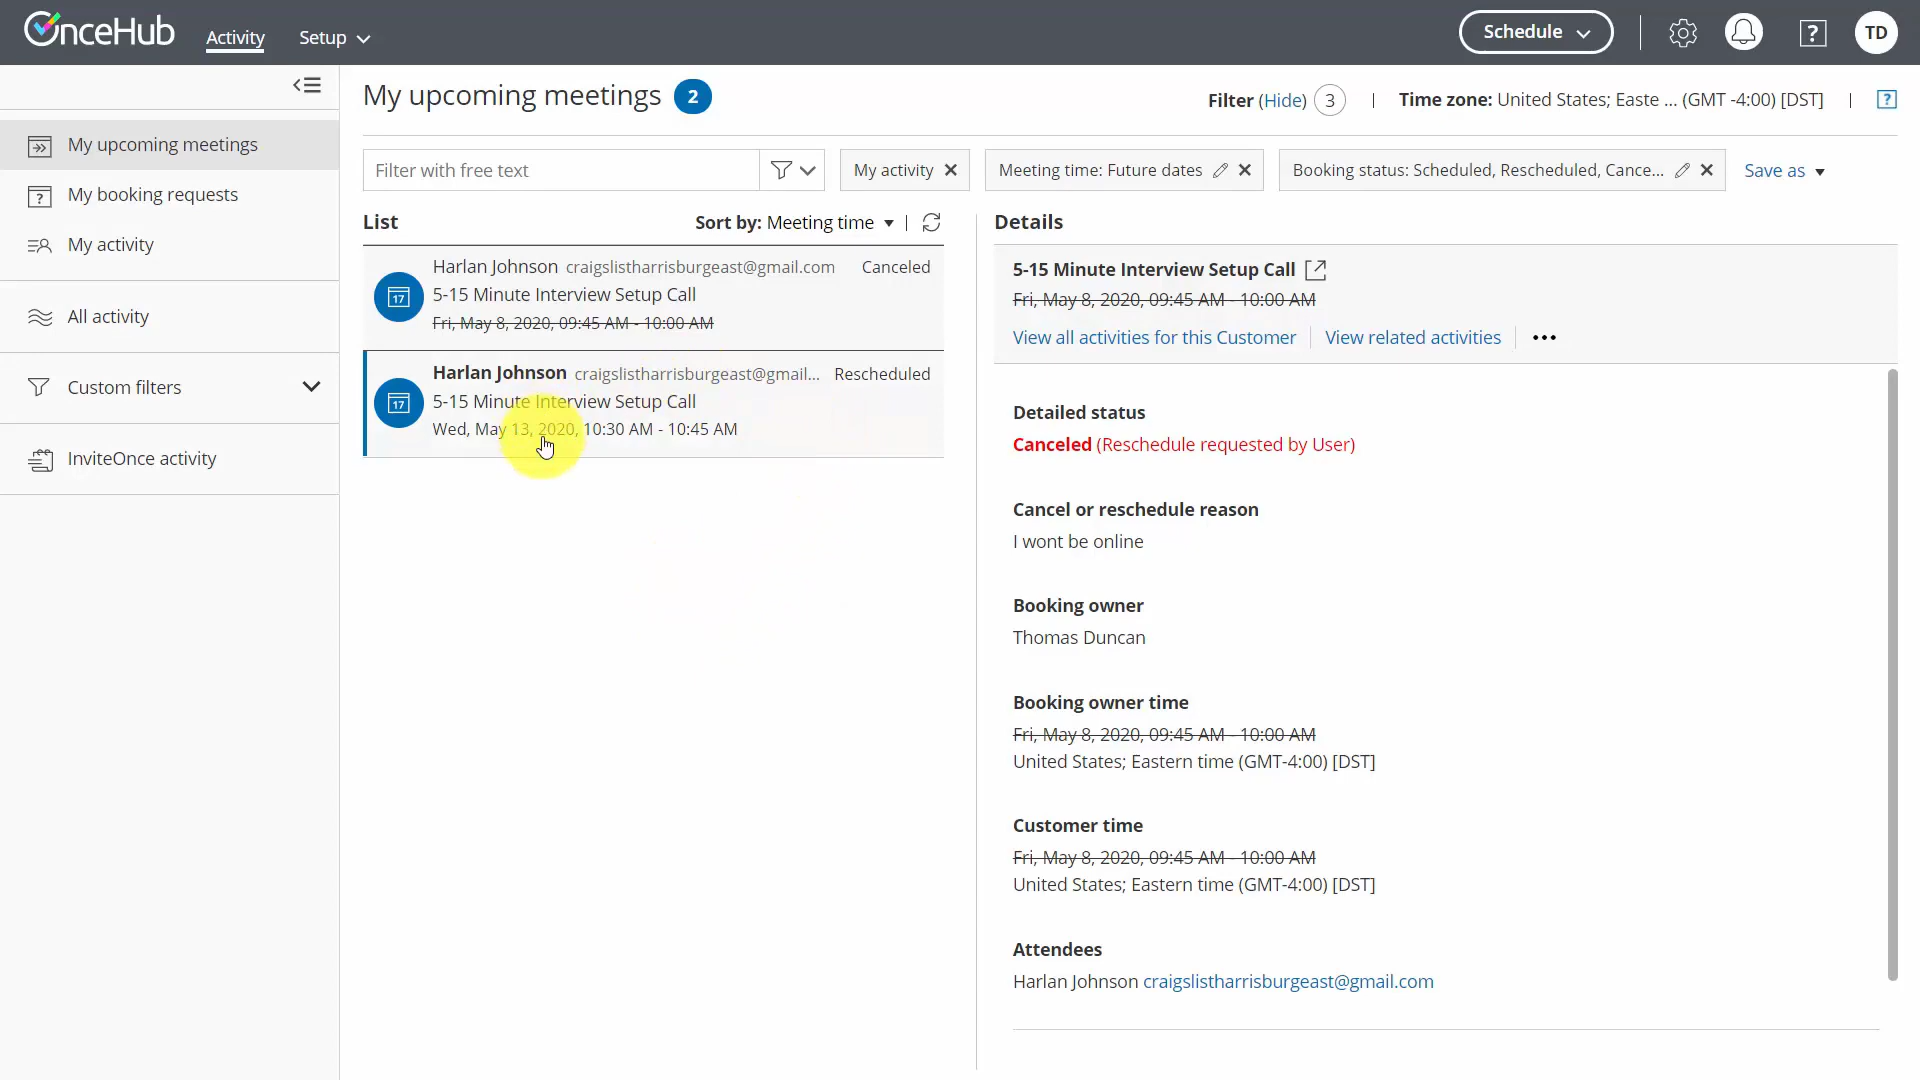 OnceHub
Activity
Setup
Schedule
?
TD
My upcoming meetings
My booking requests
My activity
All activity
Custom filters
InviteOnce activity
My upcoming meetings 2
Filter (Hide) 3 | Time zone: United States; Easte ... (GMT -4:00) [DST] | ?
Filter with free text
My activity
Meeting time: Future dates
Booking status: Scheduled, Rescheduled, Cance...
Save as
List
Sort by: Meeting time
17
Harlan Johnson craigslistharrisburgeast@gmail.com Canceled
5-15 Minute Interview Setup Call
Fri, May 8, 2020, 09:45 AM - 10:00 AM
17
Harlan Johnson craigslistharrisburgeast@gmail... Rescheduled
5-15 Minute Interview Setup Call
Wed, May 13, 2020, 10:30 AM - 10:45 AM
Details
5-15 Minute Interview Setup Call
Fri, May 8, 2020, 09:45 AM - 10:00 AM
View all activities for this Customer
View related activities
Detailed status
Canceled (Reschedule requested by User)
Cancel or reschedule reason
I wont be online
Booking owner
Thomas Duncan
Booking owner time
Fri, May 8, 2020, 09:45 AM - 10:00 AM
United States; Eastern time (GMT-4:00) [DST]
Customer time
Fri, May 8, 2020, 09:45 AM - 10:00 AM
United States; Eastern time (GMT-4:00) [DST]
Attendees
Harlan Johnson craigslistharrisburgeast@gmail.com